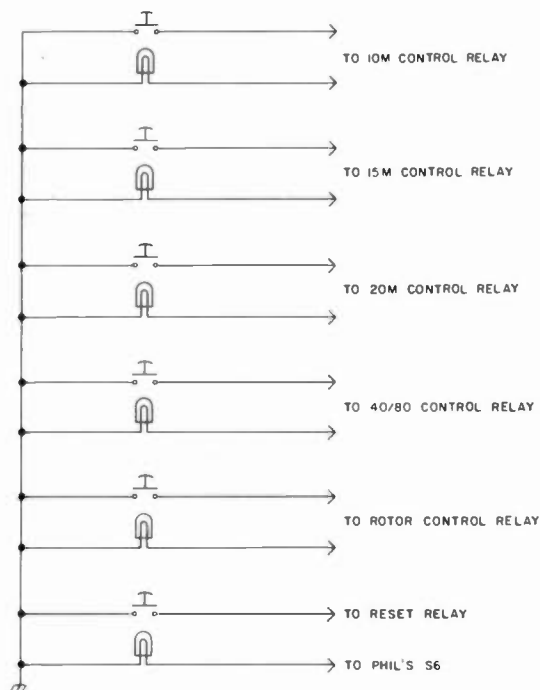 TO 10M CONTROL RELAY
TO 15M CONTROL RELAY
TO 20M CONTROL RELAY
TO 40/80 CONTROL RELAY
TO ROTOR CONTROL RELAY
TO RESET RELAY
TO PHIL'S S6